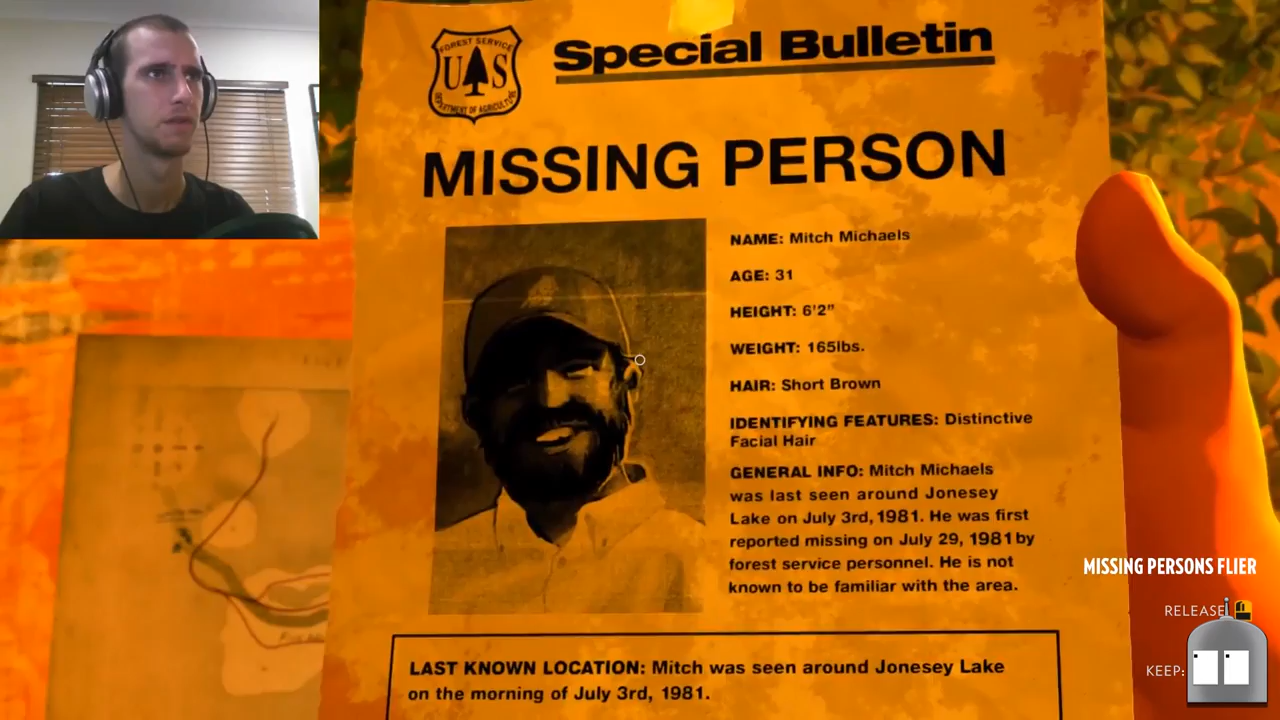 FOREST SERVICE
US
DEPARTMENT OF AGRICULTURE
Special Bulletin
MISSING PERSON
NAME: Mitch Michaels
AGE: 31
HEIGHT: 6'2"
WEIGHT: 165lbs.
HAIR: Short Brown
IDENTIFYING FEATURES: Distinctive
Facial Hair
GENERAL INFO: Mitch Michaels
was last seen around Jonesey
Lake on July 3rd, 1981. He was first
reported missing on July 29, 1981 by
forest service personnel. He is not
known to be familiar with the area.
LAST KNOWN LOCATION: Mitch was seen around Jonesey Lake
on the morning of July 3rd, 1981.
MISSING PERSONS FLIER
RELEASE
KEEP: